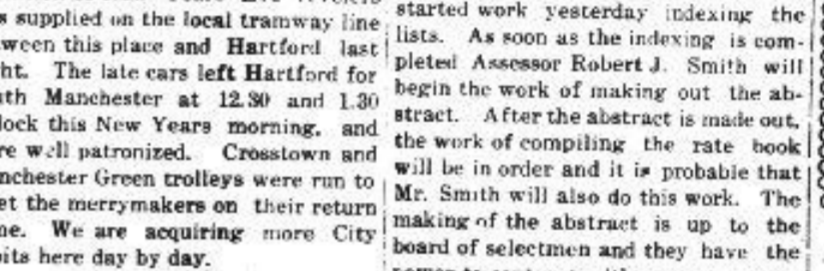 s supplied on the local tramway line
ween this place and Hartford last
ht. The late cars left Hartford for
th Manchester at 12.30 and 1.30
lock this New Years morning, and
re well patronized. Crosstown and
nchester Green trolleys were run to
et the merrymakers on their return
ne. We are acquiring more City
its here day by day.
started work yesterday indexing the
lists. As soon as the indexing is com-
pleted Assessor Robert J. Smith will
begin the work of making out the ab-
stract. After the abstract is made out,
the work of compiling the rate book
will be in order and it is probable that
Mr. Smith will also do this work. The
making of the abstract is up to the
board of selectmen and they have the